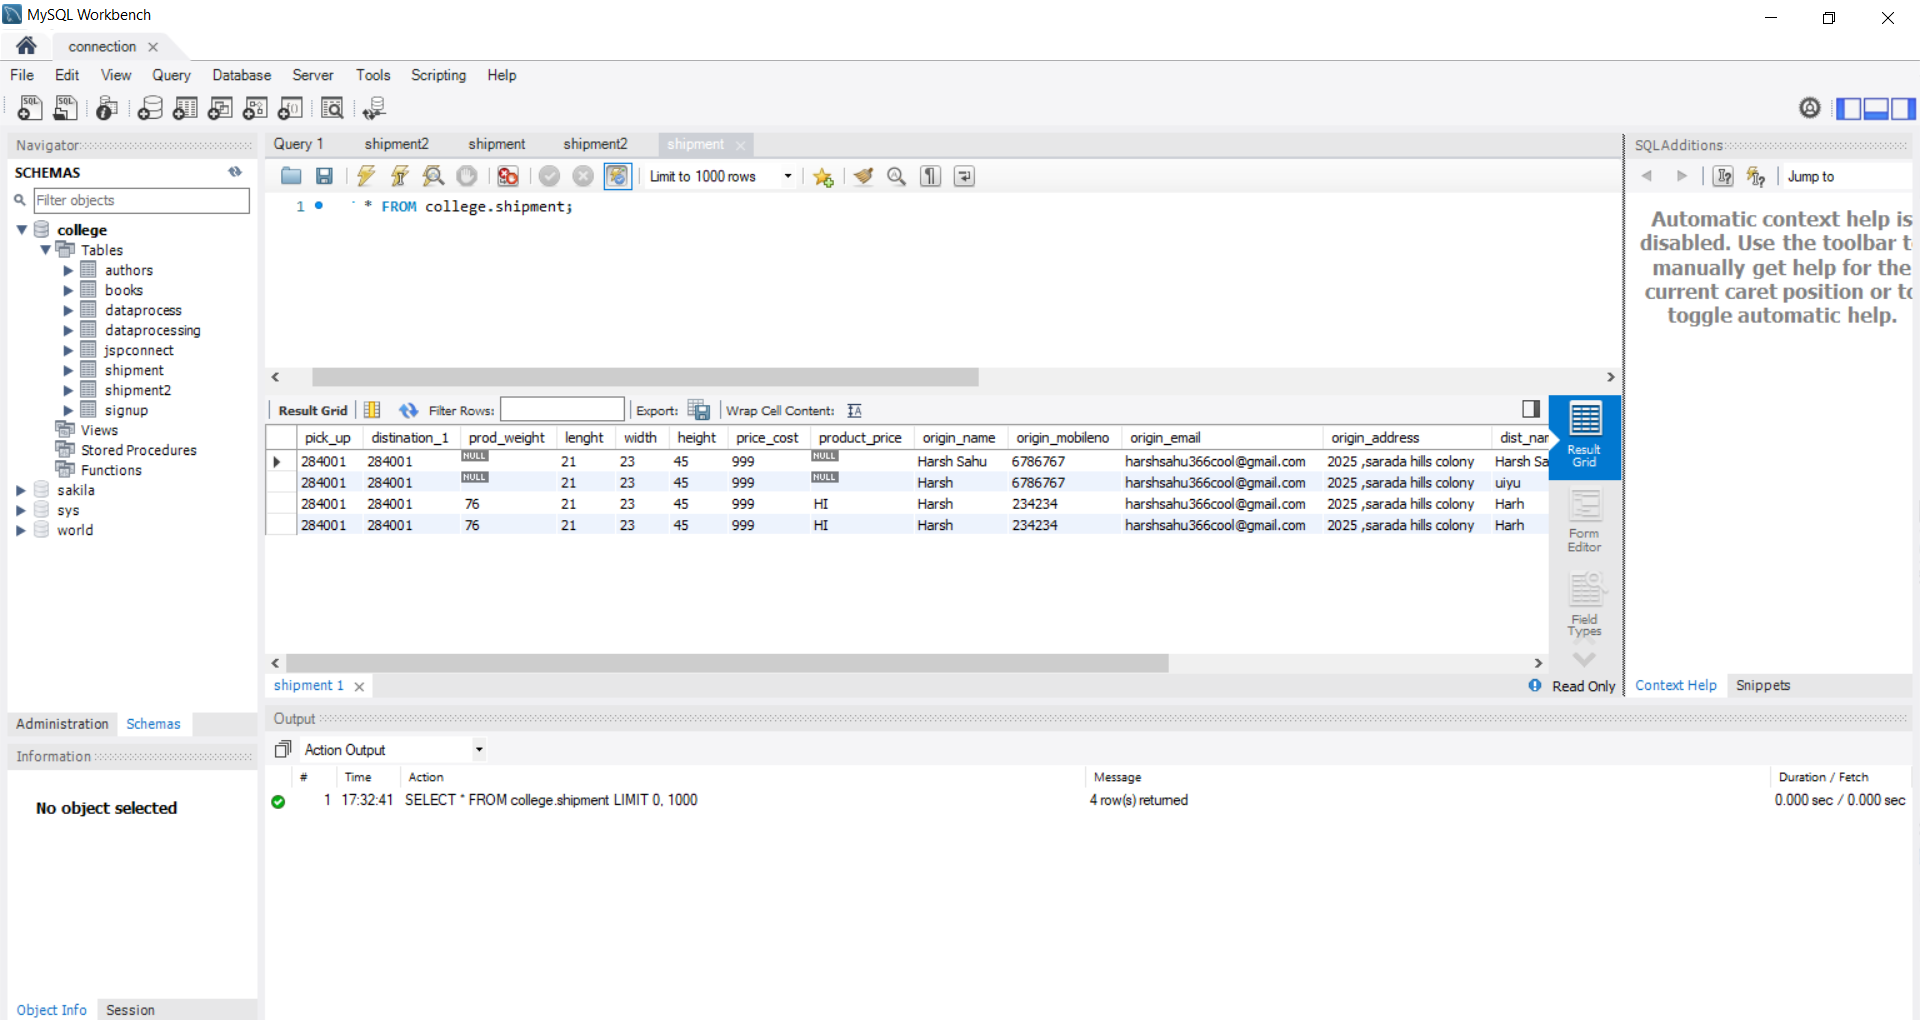 MySQL Workbench
connection
File Edit View Query Database Server Tools Scripting Help
Navigator
SCHEMAS
Filter objects
college
Tables
authors
books
dataprocess
dataprocessing
jspconnect
shipment
shipment2
signup
Views
Stored Procedures
Functions
sakila
sys
world
Administration Schemas
Information
No object selected
Object Info Session
Query 1 shipment2 shipment shipment2 shipment
Limit to 1000 rows
1 * FROM college.shipment;
Result Grid Filter Rows: Export: Wrap Cell Content:
pick_up distination_1 prod_weight lenght width height price_cost product_price origin_name origin_mobileno origin_email origin_address dist_nam
284001 284001 NULL 21 23 45 999 NULL Harsh Sahu 6786767 harshsahu366cool@gmail.com 2025 ,sarada hills colony Harsh Sa
284001 284001 NULL 21 23 45 999 NULL Harsh 6786767 harshsahu366cool@gmail.com 2025 ,sarada hills colony uiyu
284001 284001 76 21 23 45 999 HI Harsh 234234 harshsahu366cool@gmail.com 2025 ,sarada hills colony Harh
284001 284001 76 21 23 45 999 HI Harsh 234234 harshsahu366cool@gmail.com 2025 ,sarada hills colony Harh
Result
Grid
Form
Editor
Field
Types
shipment 1
Read Only
SQLAdditions
Jump to
Automatic context help is
disabled. Use the toolbar t
manually get help for the
current caret position or to
toggle automatic help.
Context Help Snippets
Output
Action Output
# Time Action Message Duration / Fetch
1 17:32:41 SELECT * FROM college.shipment LIMIT 0, 1000 4 row(s) returned 0.000 sec / 0.000 sec